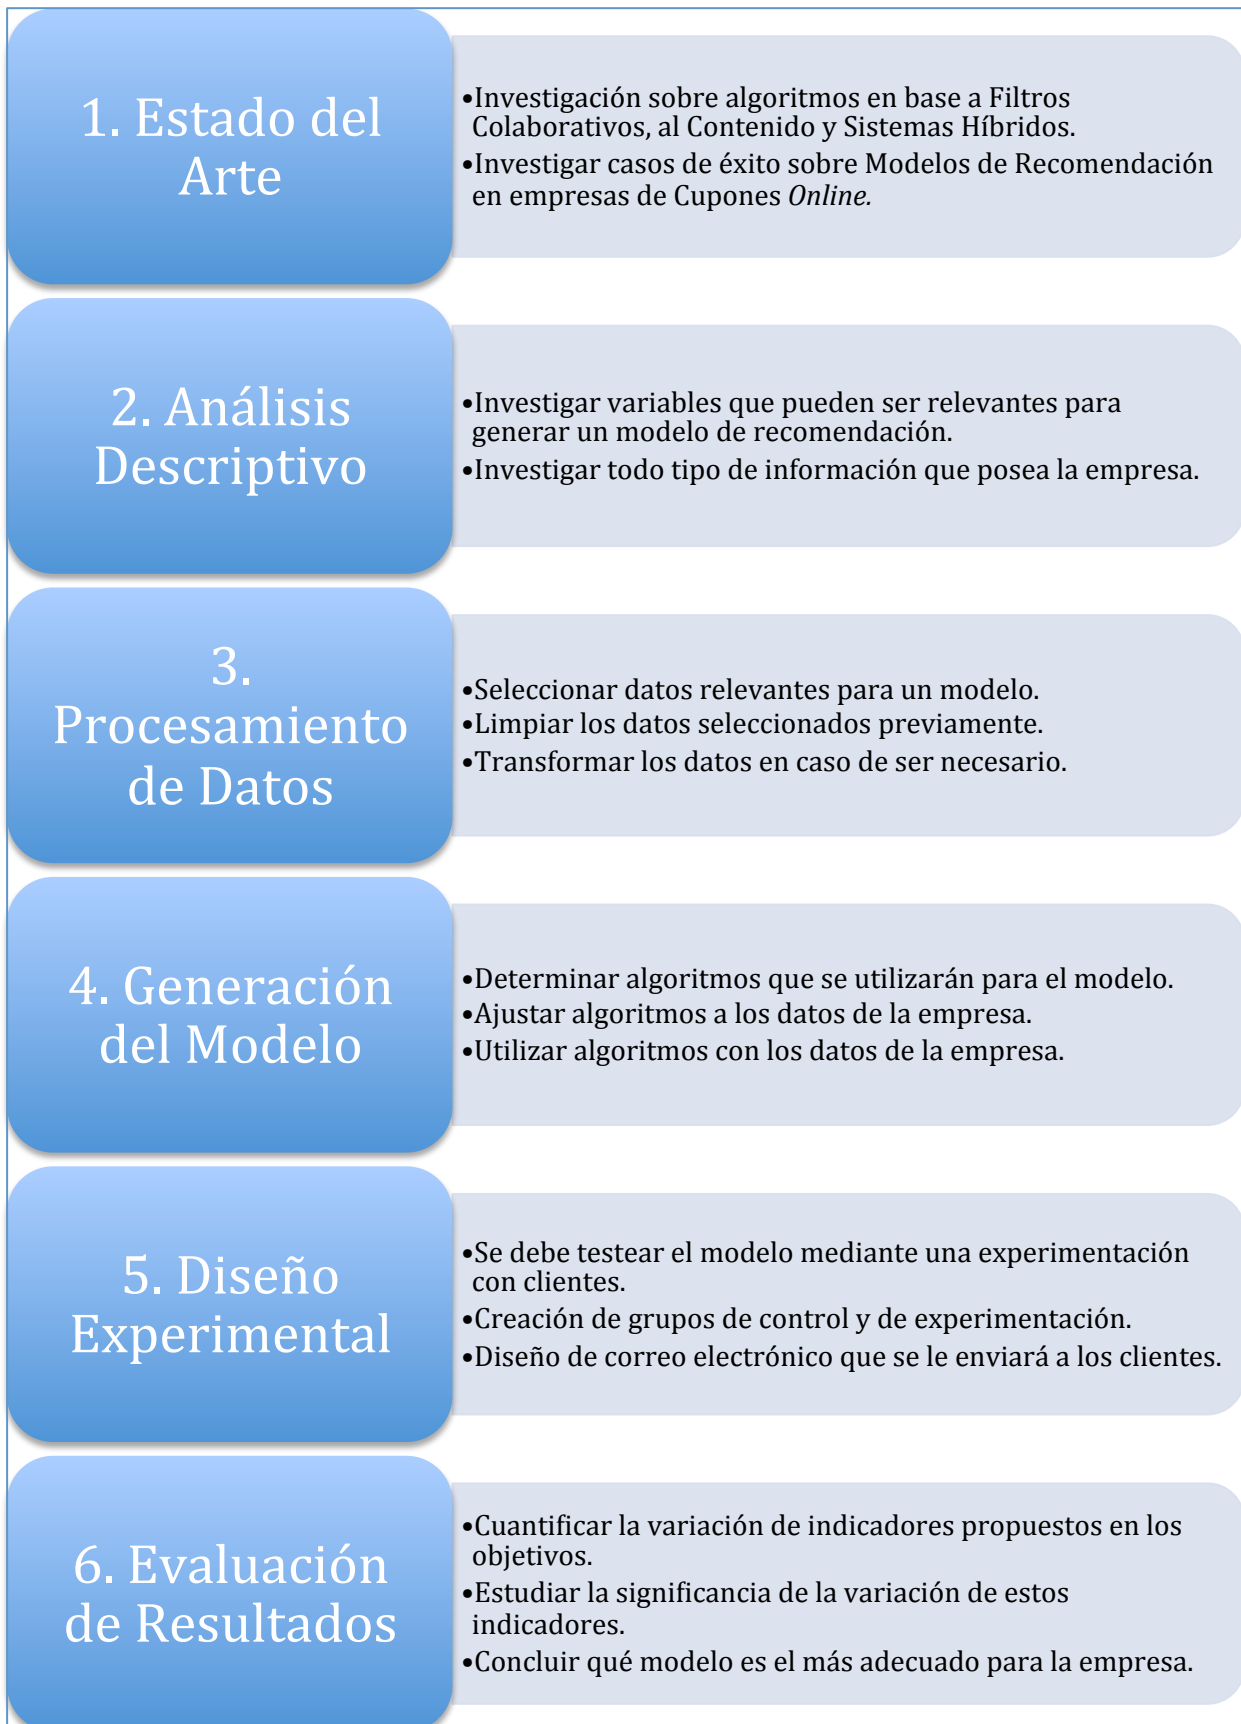 1. Estado del
Arte
•Investigación sobre algoritmos en base a Filtros
Colaborativos, al Contenido y Sistemas Híbridos.
•Investigar casos de éxito sobre Modelos de Recomendación
en empresas de Cupones Online.
2. Análisis
Descriptivo
•Investigar variables que pueden ser relevantes para
generar un modelo de recomendación.
•Investigar todo tipo de información que posea la empresa.
3.
Procesamiento
de Datos
•Seleccionar datos relevantes para un modelo.
•Limpiar los datos seleccionados previamente.
•Transformar los datos en caso de ser necesario.
4. Generación
del Modelo
•Determinar algoritmos que se utilizarán para el modelo.
•Ajustar algoritmos a los datos de la empresa.
•Utilizar algoritmos con los datos de la empresa.
5. Diseño
Experimental
•Se debe testear el modelo mediante una experimentación
con clientes.
•Creación de grupos de control y de experimentación.
•Diseño de correo electrónico que se le enviará a los clientes.
6. Evaluación
de Resultados
•Cuantificar la variación de indicadores propuestos en los
objetivos.
•Estudiar la significancia de la variación de estos
indicadores.
•Concluir qué modelo es el más adecuado para la empresa.